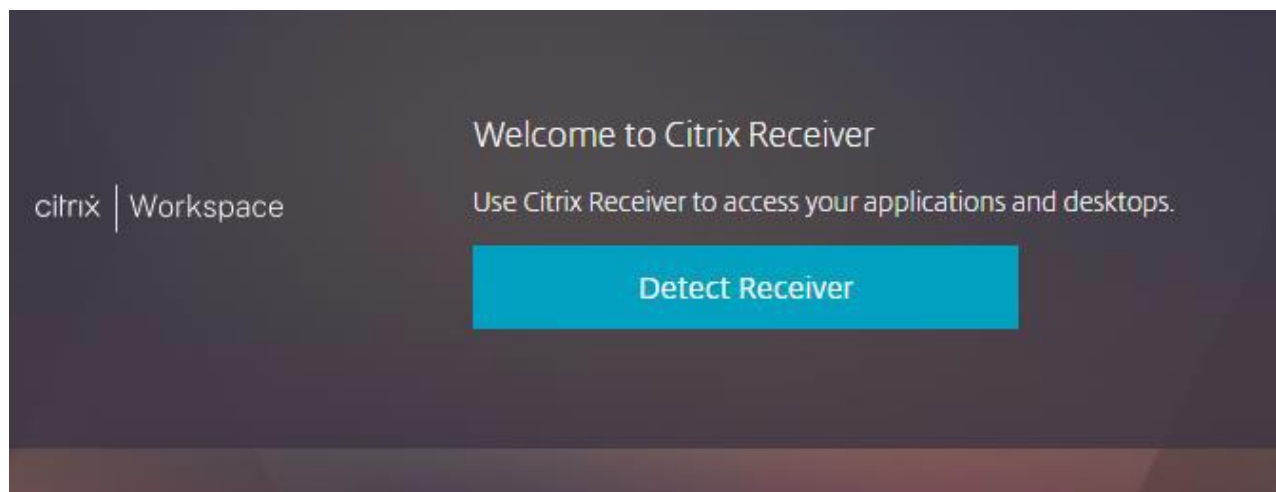 Welcome to Citrix Receiver
citrix | Workspace
Use Citrix Receiver to access your applications and desktops.
Detect Receiver